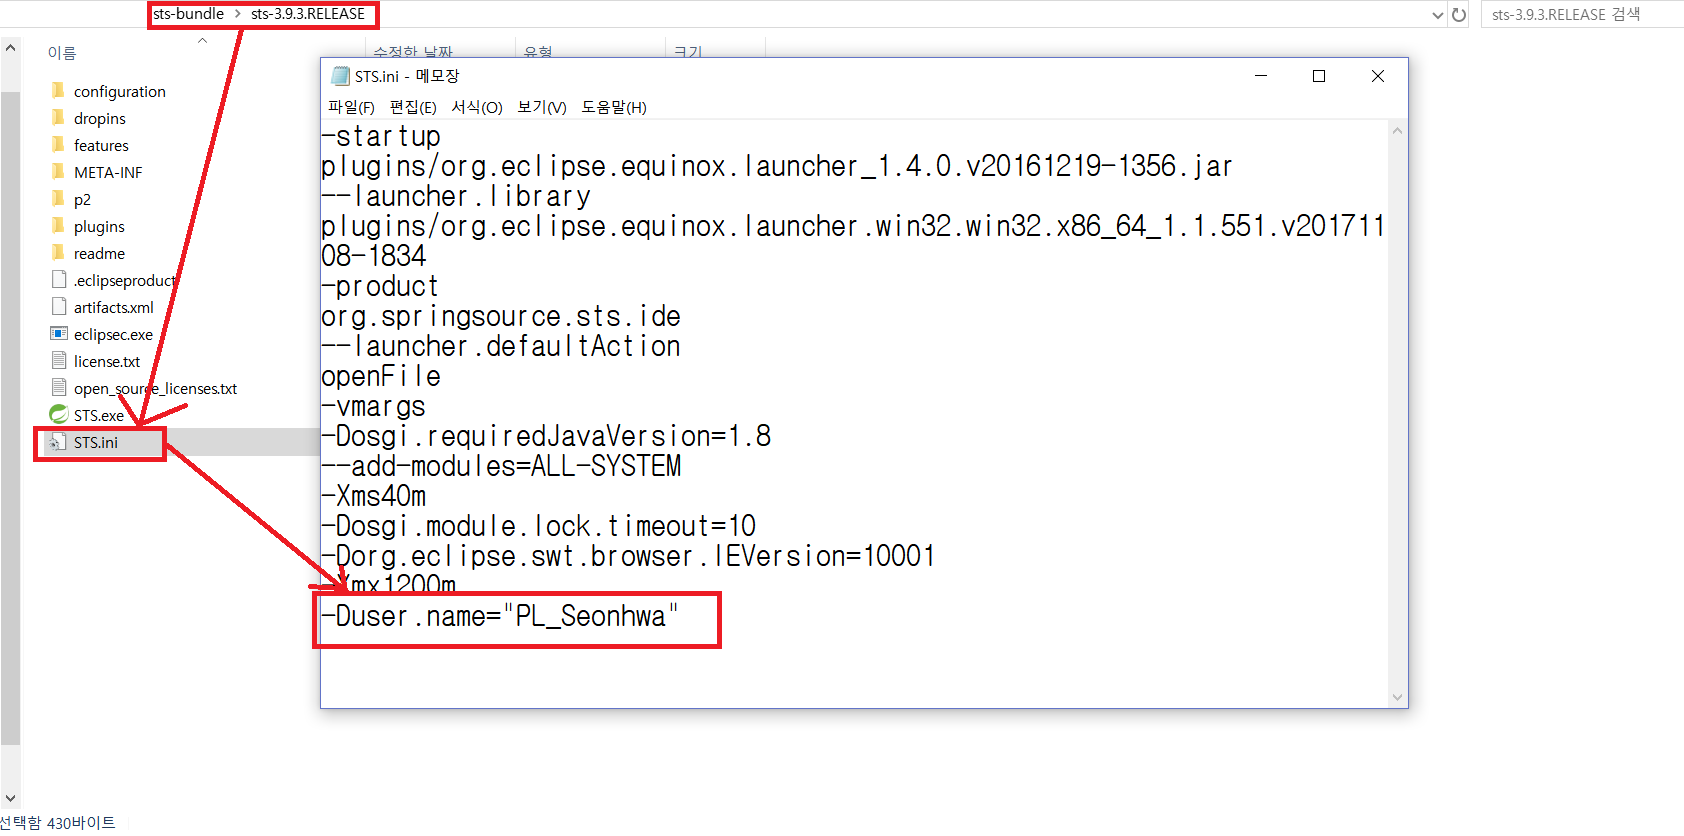 sts-bundle > sts-3.9.3.RELEASE
sts-3.9.3.RELEASE 검색
이름
수정한 날짜
유형
크기
configuration
dropins
features
META-INF
p2
plugins
readme
.eclipseproduct
artifacts.xml
eclipsec.exe
license.txt
open_source_licenses.txt
STS.exe
STS.ini
STS.ini - 메모장
파일(F) 편집(E) 서식(O) 보기(V) 도움말(H)
-startup
plugins/org.eclipse.equinox.launcher_1.4.0.v20161219-1356.jar
--launcher.library
plugins/org.eclipse.equinox.launcher.win32.win32.x86_64_1.1.551.v201711
08-1834
-product
org.springsource.sts.ide
--launcher.defaultAction
openFile
-vmargs
-Dosgi.requiredJavaVersion=1.8
--add-modules=ALL-SYSTEM
-Xms40m
-Dosgi.module.lock.timeout=10
-Dorg.eclipse.swt.browser.IEVersion=10001
-Xmx1200m
-Duser.name="PL_Seonhwa"
선택함 430바이트